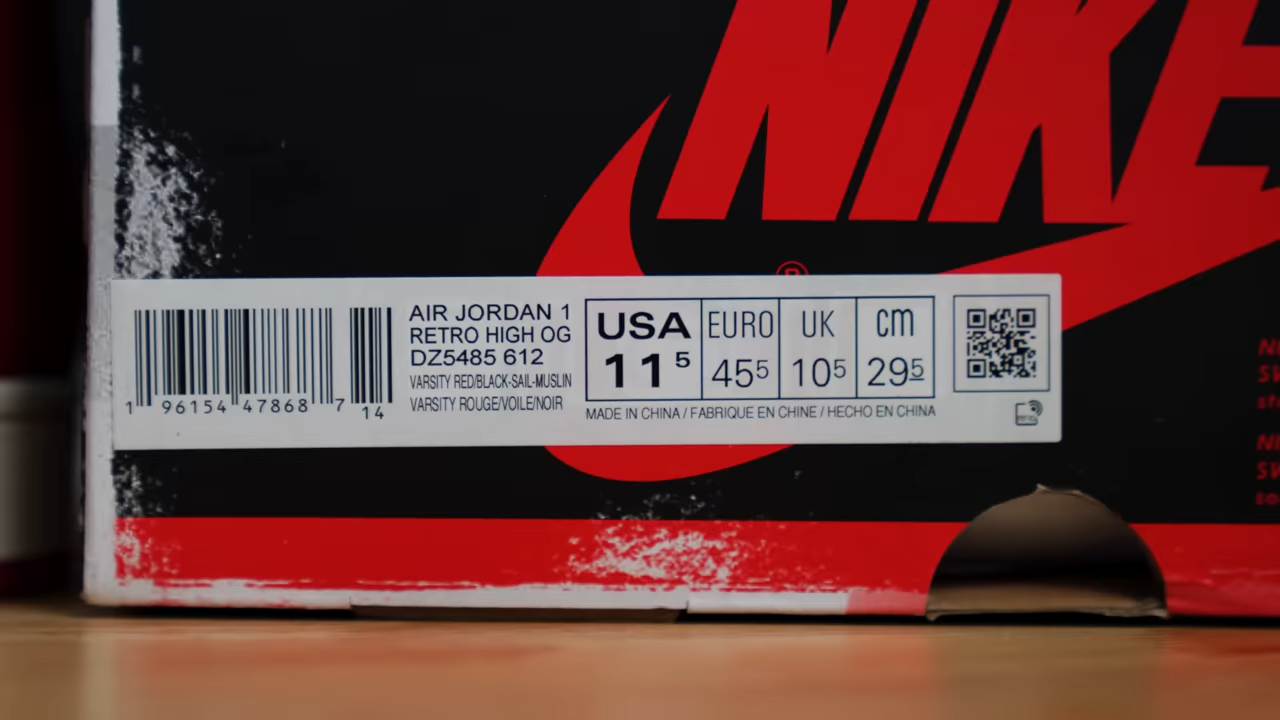 NIKE
®
AIR JORDAN 1
RETRO HIGH OG
DZ5485 612
VARSITY RED/BLACK-SAIL-MUSLIN
VARSITY ROUGE/VOILE/NOIR
1 96154 47868 7 14
USA EURO UK cm
11⁵ 45⁵ 10⁵ 29⁵
MADE IN CHINA / FABRIQUE EN CHINE / HECHO EN CHINA